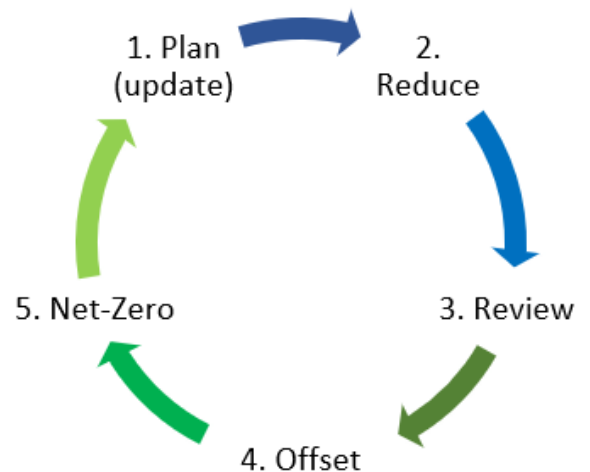 1. Plan
(update)
2.
Reduce
3. Review
4. Offset
5. Net-Zero